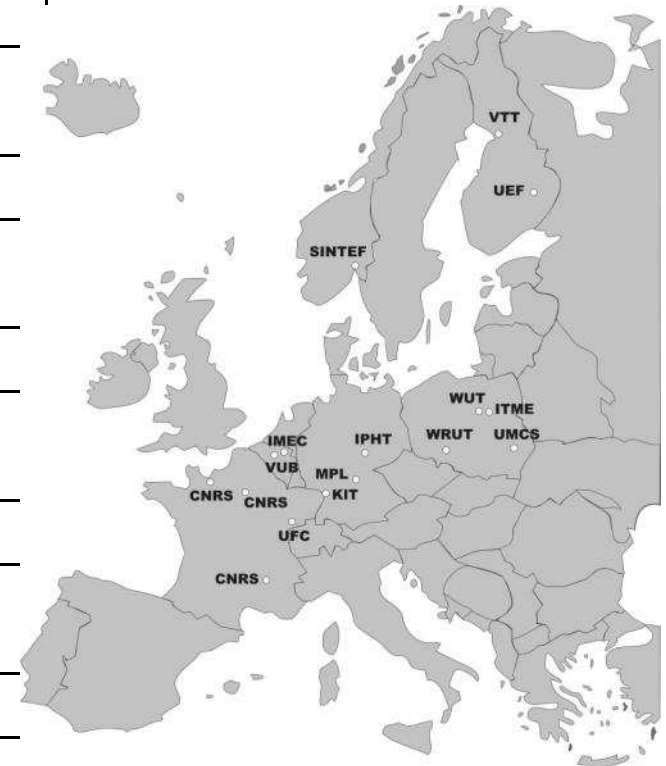 VTT
UEF
SINTEF
WUT
ITME
WRUT
UMCS
IMEC
IPHT
VUB
MPL
CNRS
CNRS
KIT
UFC
CNRS